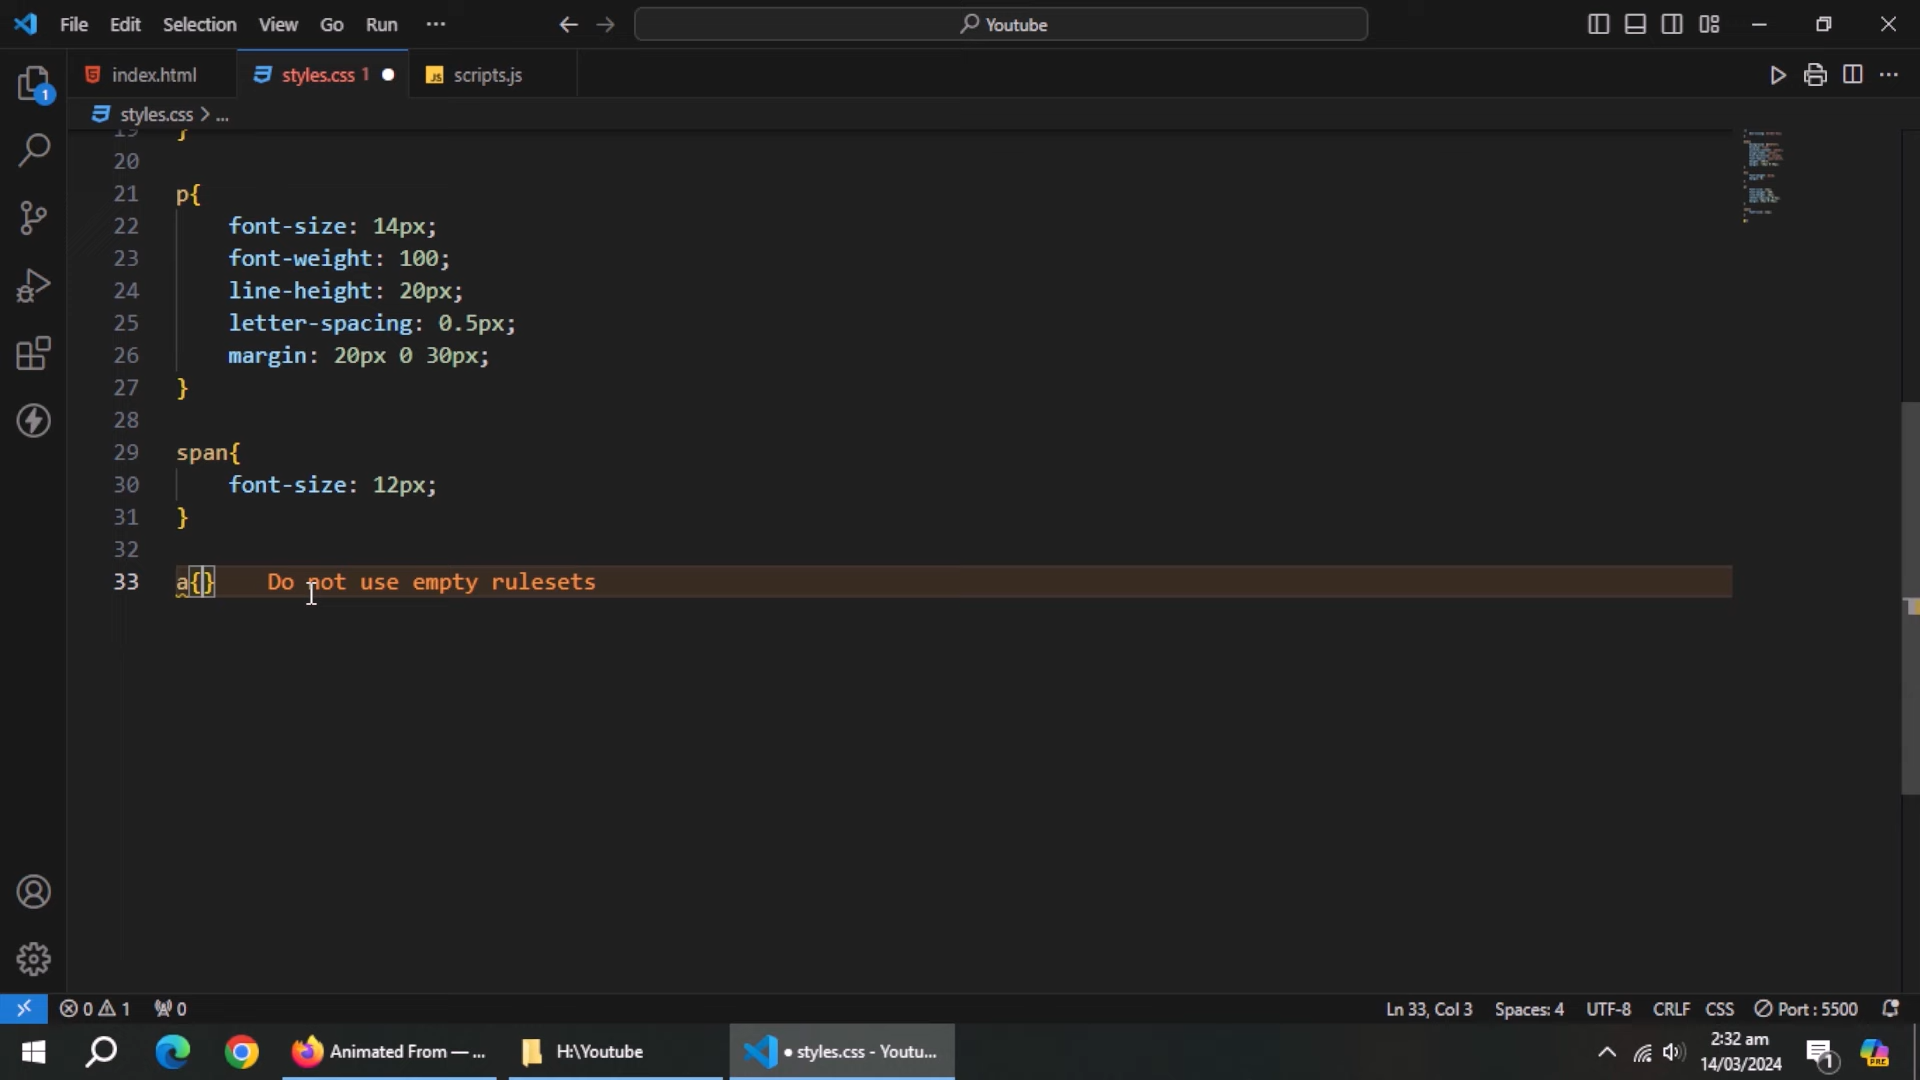 File Edit Selection View Go Run ··· Youtube
index.html styles.css 1 scripts.js
styles.css > ...
19 }
20
21 p{
22 font-size: 14px;
23 font-weight: 100;
24 line-height: 20px;
25 letter-spacing: 0.5px;
26 margin: 20px 0 30px;
27 }
28
29 span{
30 font-size: 12px;
31 }
32
33 a{} Do not use empty rulesets
0 1 0 Ln 33, Col 3 Spaces: 4 UTF-8 CRLF CSS Port : 5500
Animated From — ... H:\Youtube ● styles.css - Youtu... 2:32 am
14/03/2024